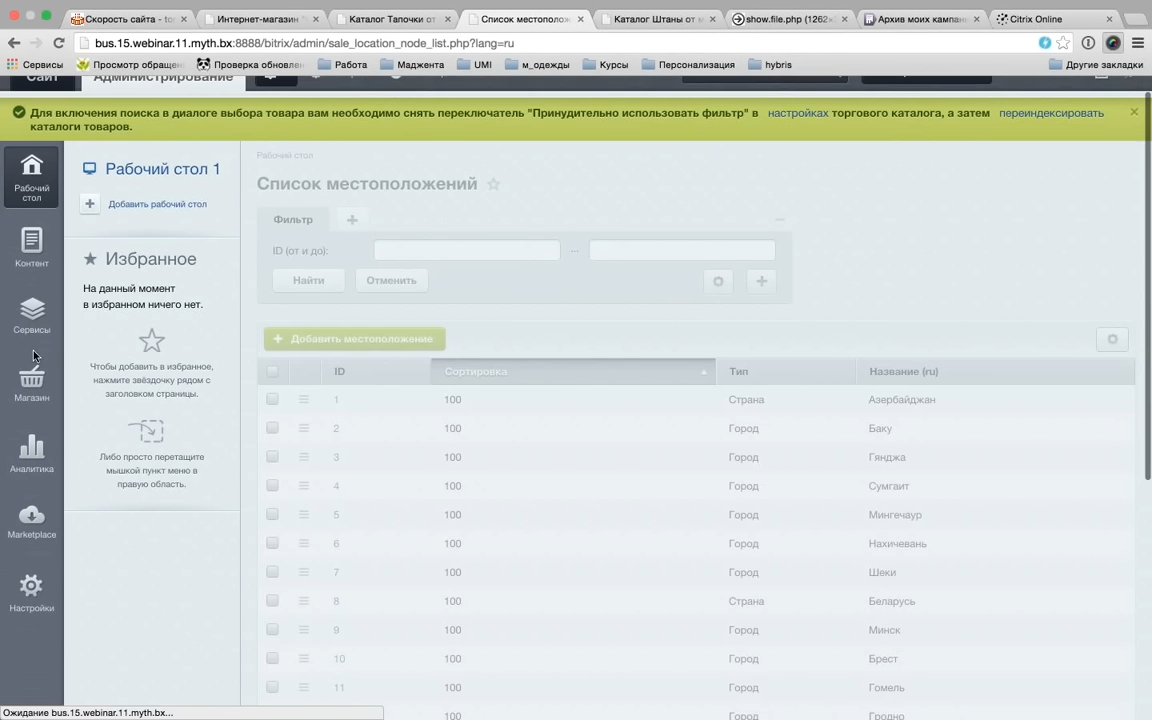 Скорость сайта - то
Интернет-магазин "
Каталог Тапочки от
Список местополож
Каталог Штаны от м
show.file.php (1262×
Архив моих кампан
Citrix Online
bus.15.webinar.11.myth.bx:8888/bitrix/admin/sale_location_node_list.php?lang=ru
Сервисы
Просмотр обращен
Проверка обновлен
Работа
Маджента
UMI
м_одежды
Курсы
Персонализация
hybris
Другие закладки
Сайт
Администрирование
Для включения поиска в диалоге выбора товара вам необходимо снять переключатель "Принудительно использовать фильтр" в настройках торгового каталога, а затем переиндексировать
каталоги товаров.
Рабочий
стол
Контент
Сервисы
Магазин
Аналитика
Marketplace
Настройки
Рабочий стол 1
Добавить рабочий стол
Избранное
На данный момент
в избранном ничего нет.
Чтобы добавить в избранное,
нажмите звёздочку рядом с
заголовком страницы.
Либо просто перетащите
мышкой пункт меню в
правую область.
Рабочий стол
Список местоположений
Фильтр
ID (от и до):
...
Найти
Отменить
Добавить местоположение
ID Сортировка Тип Название (ru)
1 100 Страна Азербайджан
2 100 Город Баку
3 100 Город Гянджа
4 100 Город Сумгаит
5 100 Город Мингечаур
6 100 Город Нахичевань
7 100 Город Шеки
8 100 Страна Беларусь
9 100 Город Минск
10 100 Город Брест
11 100 Город Гомель
100 Город Гродно
Ожидание bus.15.webinar.11.myth.bx...